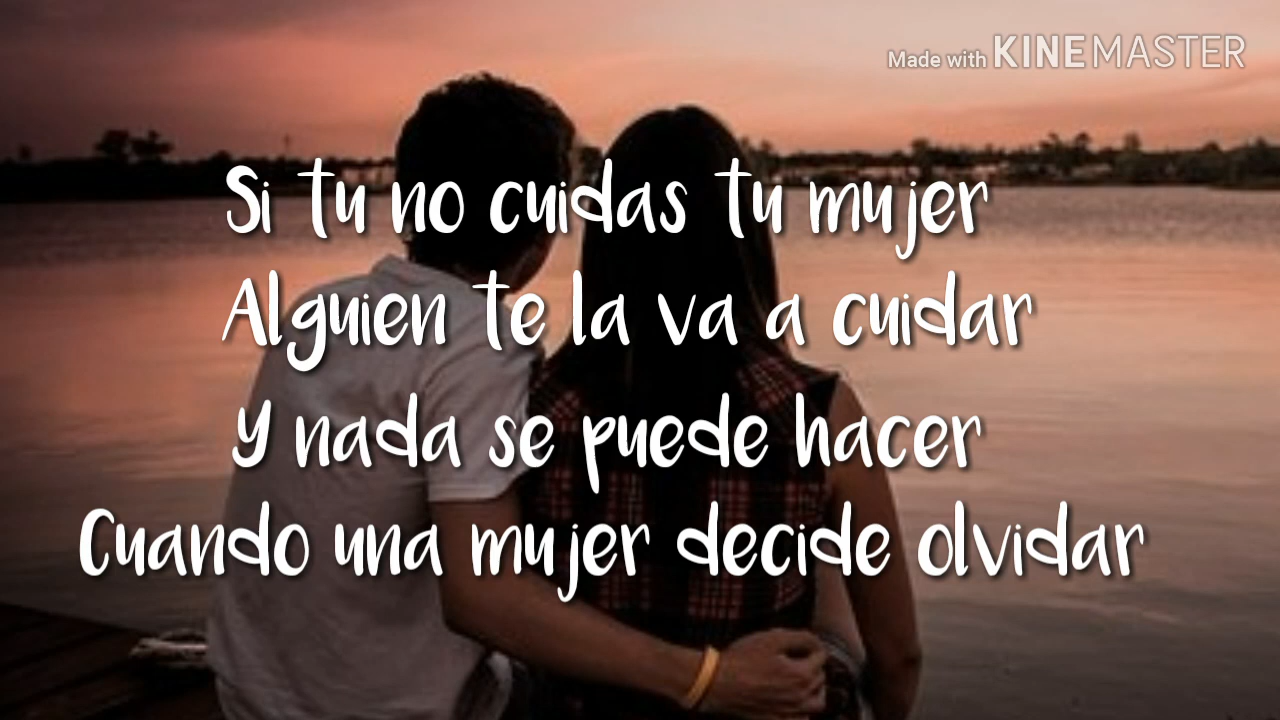 Made with KINEMASTER
Si tu no cuidas tu mujer
Alguien te la va a cuidar
Y nada se puede hacer
Cuando una mujer decide olvidar